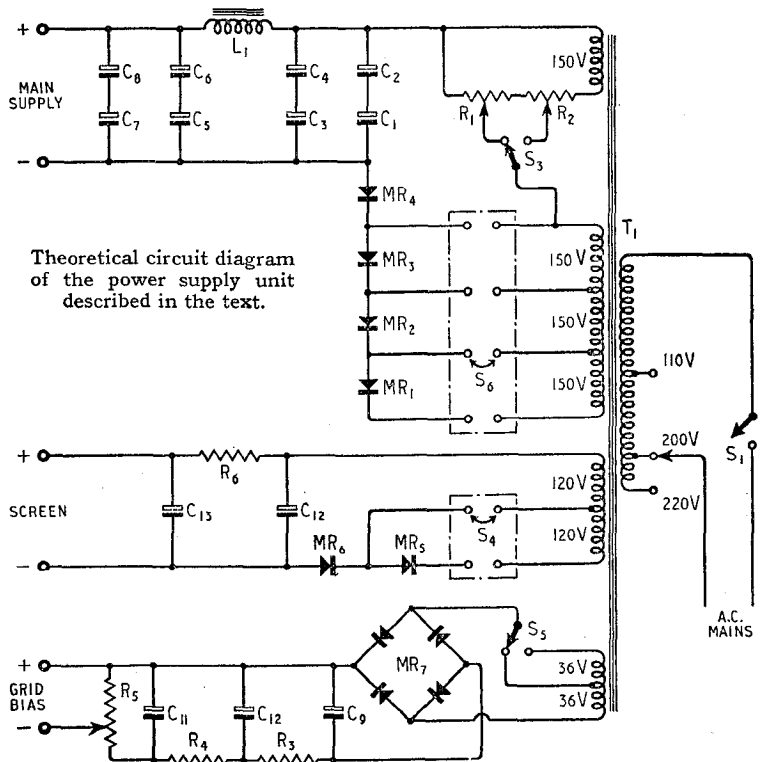 +
C₈
C₆
L₁
C₄
C₂
150V
MAIN
SUPPLY
C₇
C₅
C₃
C₁
R₁
R₂
S₃
−
MR₄
Theoretical circuit diagram
of the power supply unit
described in the text.
MR₃
150V
T₁
MR₂
150V
110V
MR₁
S₆
150V
200V
S₁
+
R₆
120V
220V
SCREEN
C₁₃
C₁₂
S₄
120V
−
MR₆
MR₅
A.C.
MAINS
S₅
+
MR₇
36V
GRID
BIAS
R₅
36V
−
C₁₁
C₁₂
C₉
R₄
R₃